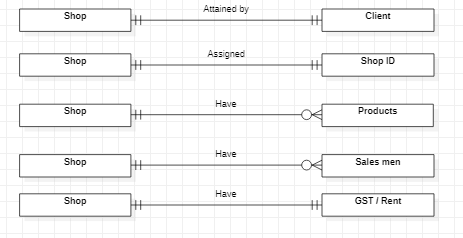 Shop Attained by Client
Shop Assigned Shop ID
Shop Have Products
Shop Have Sales men
Shop Have GST / Rent